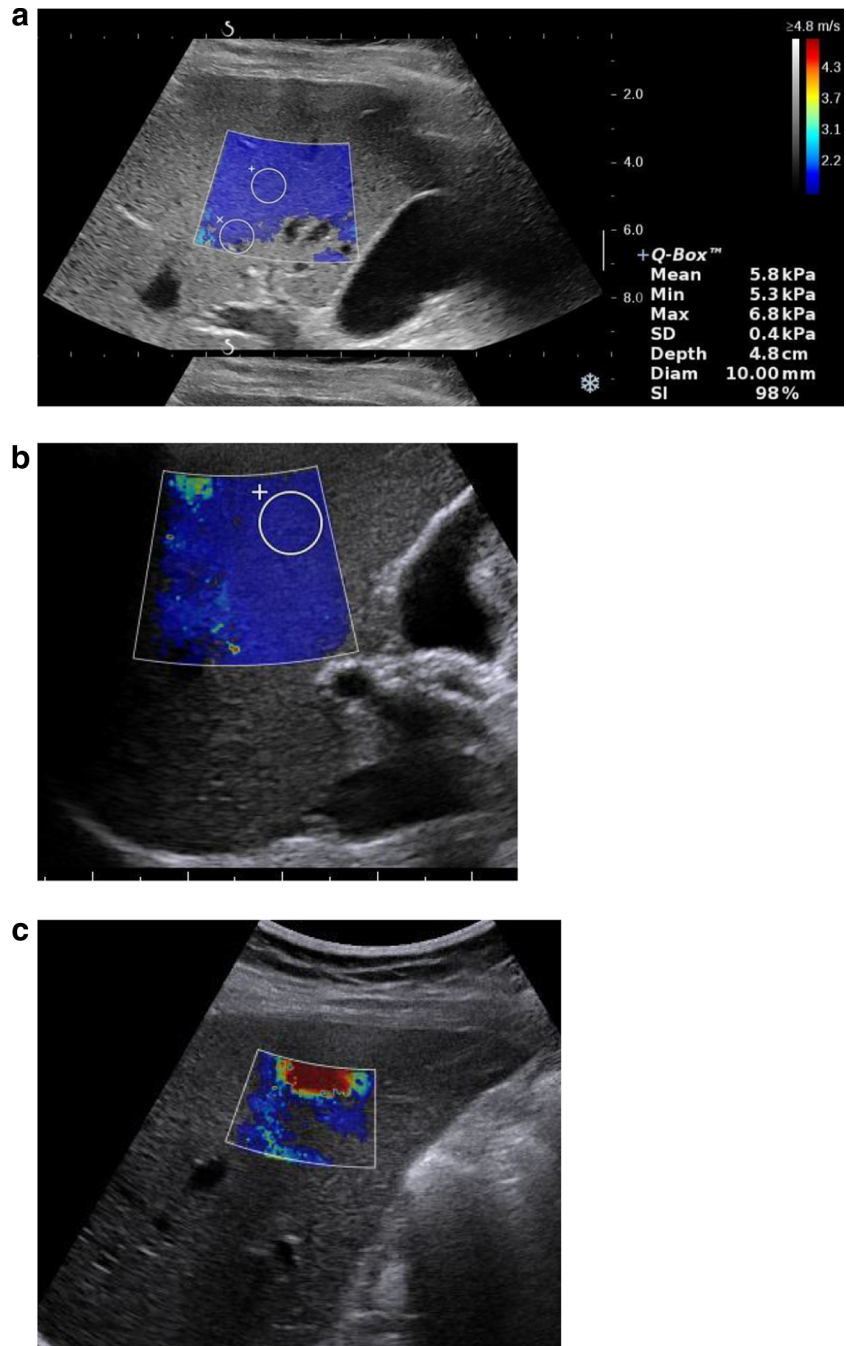 a
≥4.8 m/s
4.3
3.7
3.1
2.2
2.0
4.0
6.0
8.0
+Q-Box™
Mean 5.8 kPa
Min 5.3 kPa
Max 6.8 kPa
SD 0.4 kPa
Depth 4.8 cm
Diam 10.00 mm
SI 98 %
b
c